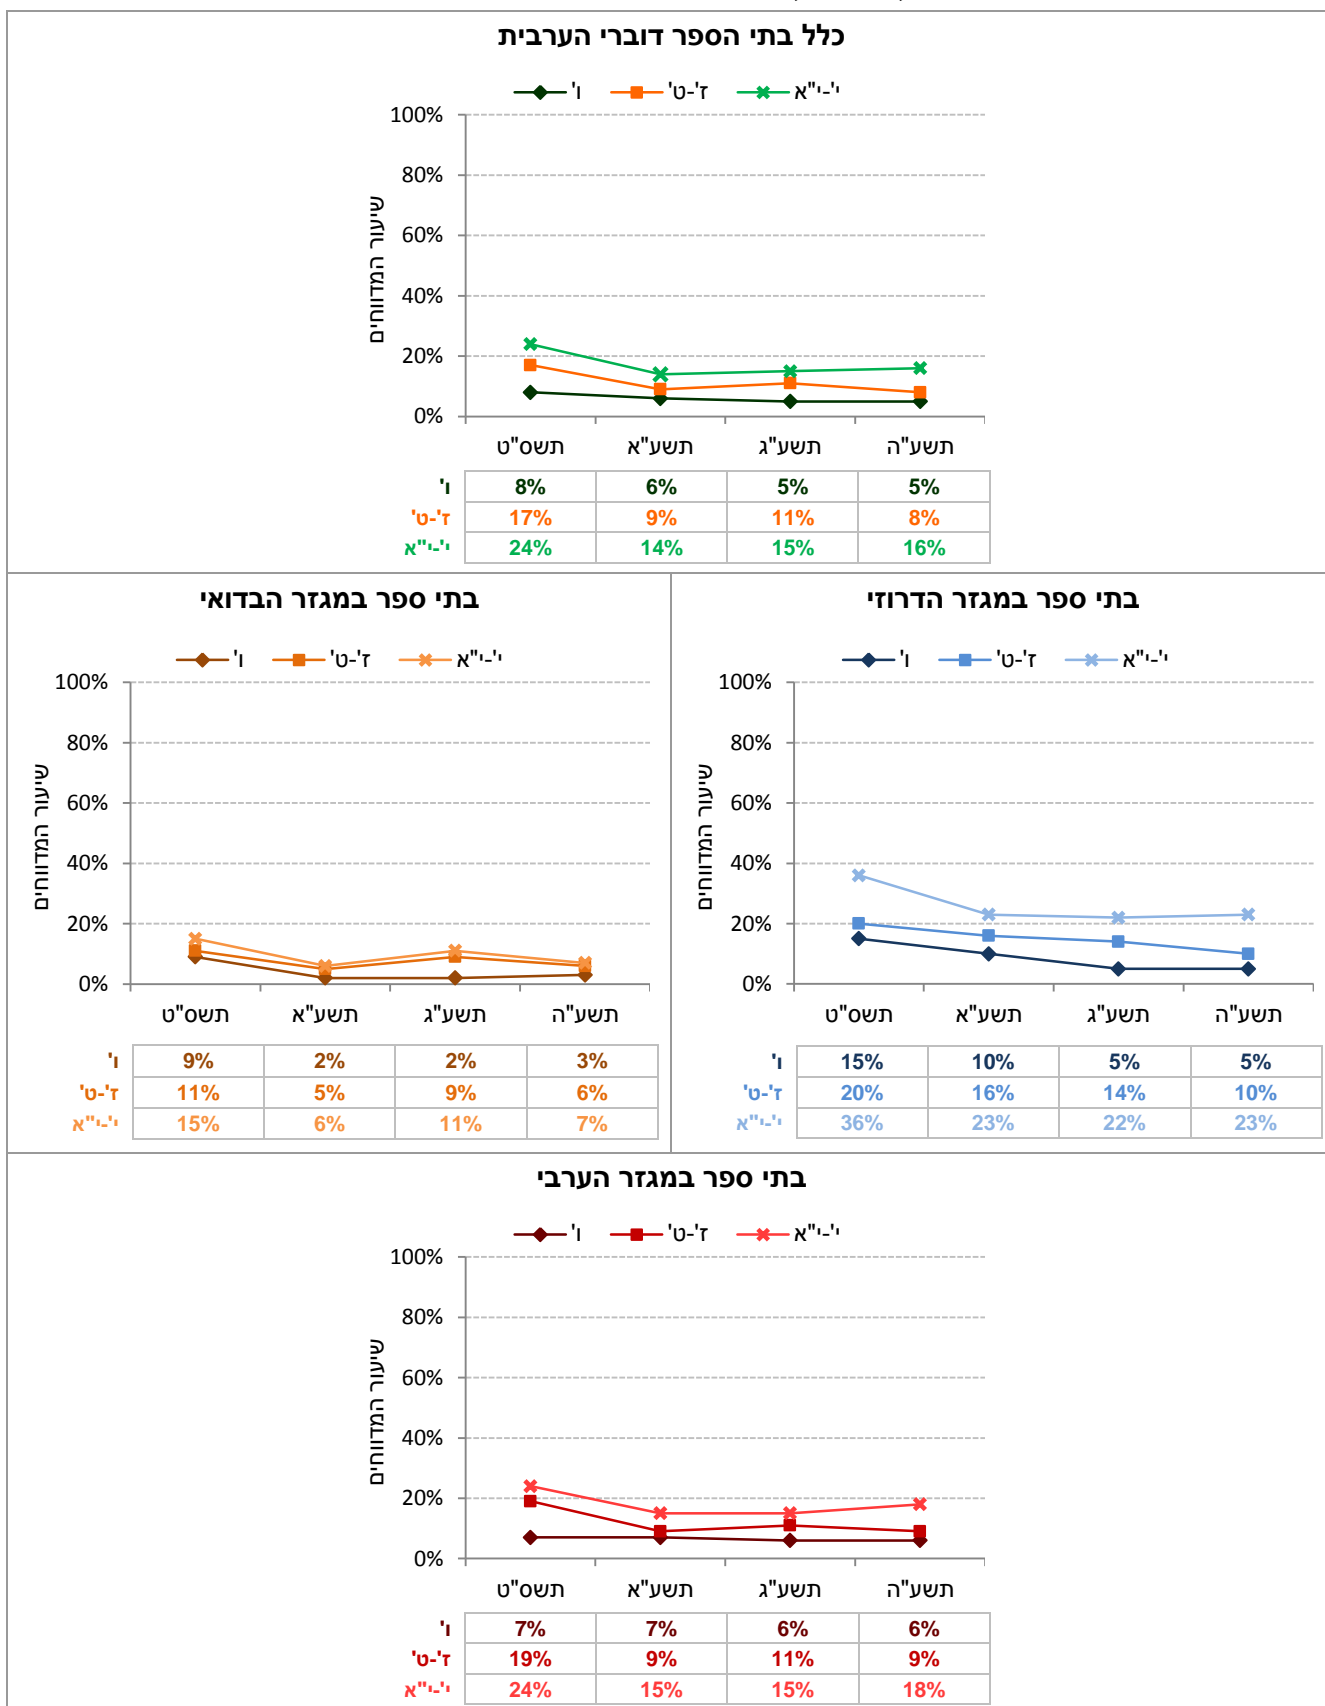 כלל בתי הספר דוברי הערבית
ו' ז'-ט' י'-י"א
שיעור המדווחים
100%
80%
60%
40%
20%
0%
תשס"ט תשע"א תשע"ג תשע"ה
ו' 8% 6% 5% 5%
ז'-ט' 17% 9% 11% 8%
י'-י"א 24% 14% 15% 16%
בתי ספר במגזר הדרוזי
ו' ז'-ט' י'-י"א
שיעור המדווחים
100%
80%
60%
40%
20%
0%
תשס"ט תשע"א תשע"ג תשע"ה
ו' 15% 10% 5% 5%
ז'-ט' 20% 16% 14% 10%
י'-י"א 36% 23% 22% 23%
בתי ספר במגזר הבדואי
ו' ז'-ט' י'-י"א
שיעור המדווחים
100%
80%
60%
40%
20%
0%
תשס"ט תשע"א תשע"ג תשע"ה
ו' 9% 2% 2% 3%
ז'-ט' 11% 5% 9% 6%
י'-י"א 15% 6% 11% 7%
בתי ספר במגזר הערבי
ו' ז'-ט' י'-י"א
שיעור המדווחים
100%
80%
60%
40%
20%
0%
תשס"ט תשע"א תשע"ג תשע"ה
ו' 7% 7% 6% 6%
ז'-ט' 19% 9% 11% 9%
י'-י"א 24% 15% 15% 18%